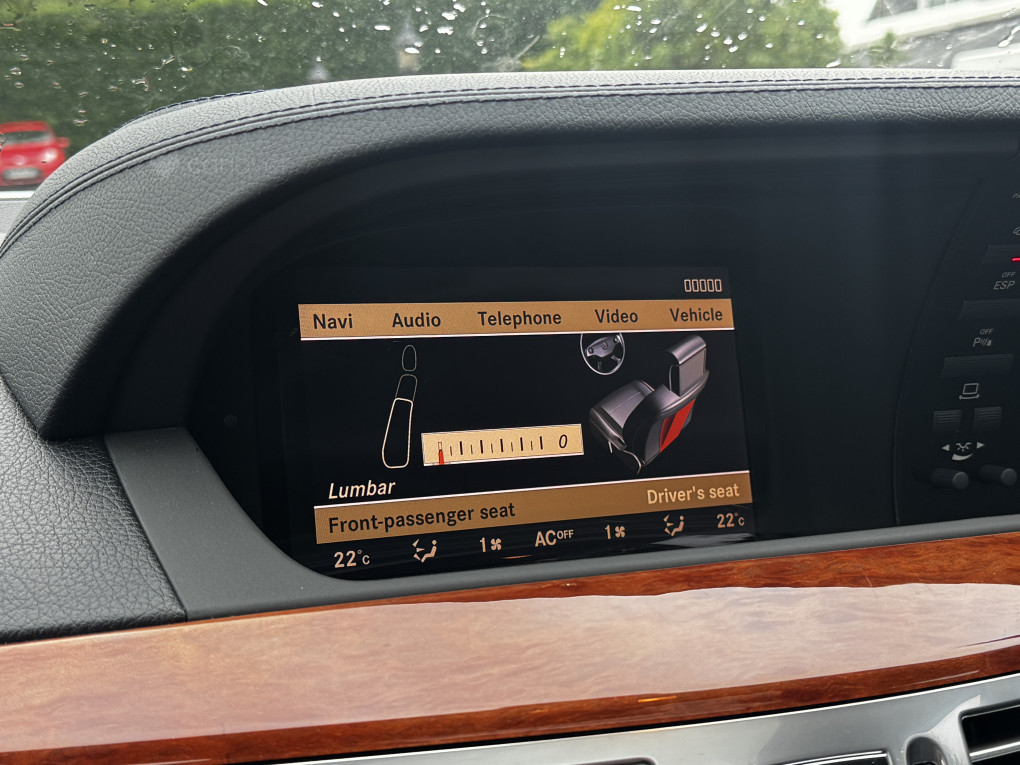 00000
Navi Audio Telephone Video Vehicle
0
Lumbar
Front-passenger seat Driver's seat
22°C 1 AC OFF 1 22°C
OFF
ESP
OFF
P